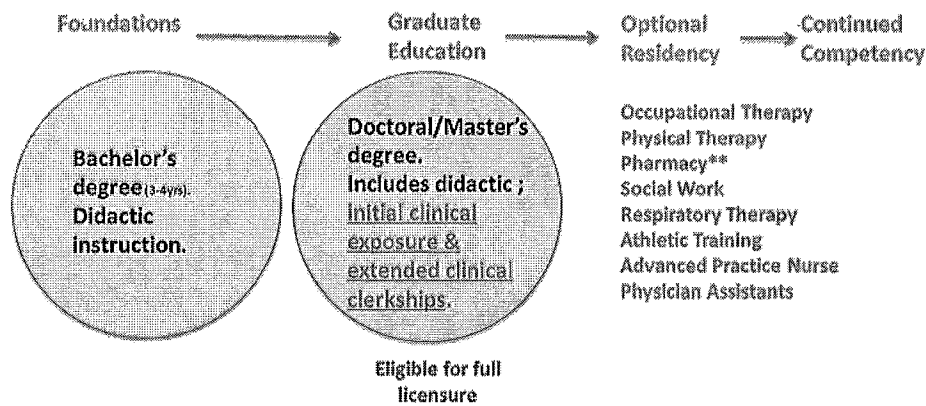 Foundations
Graduate
Education
Optional
Residency
Continued
Competency
Bachelor's
degree (3-4yrs).
Didactic
instruction.
Doctoral/Master's
degree.
Includes didactic ;
Initial clinical
exposure &
extended clinical
clerkships.
Eligible for full
licensure
Occupational Therapy
Physical Therapy
Pharmacy**
Social Work
Respiratory Therapy
Athletic Training
Advanced Practice Nurse
Physician Assistants